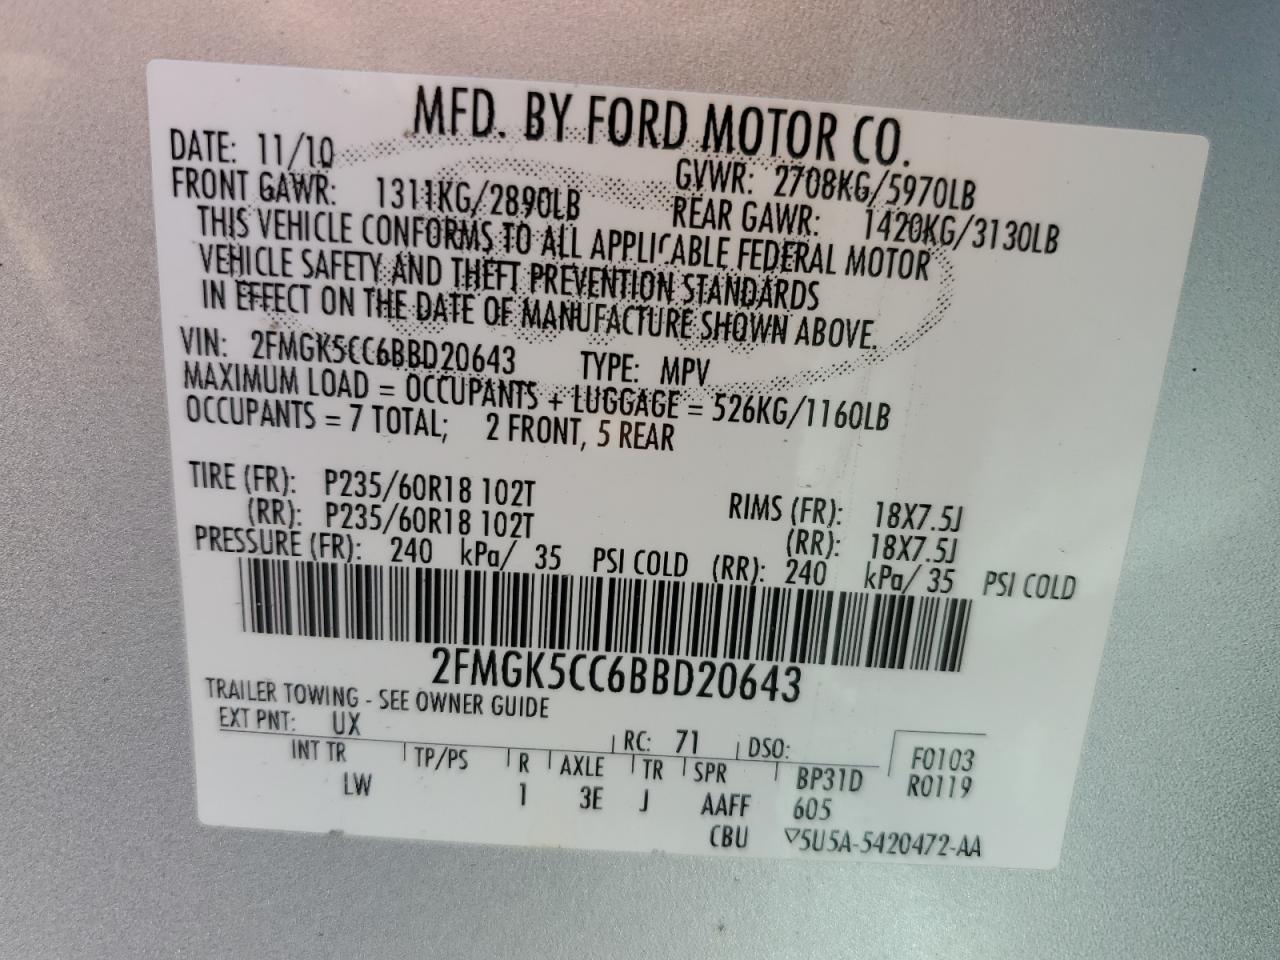 MFD. BY FORD MOTOR CO.
DATE: 11/10 GVWR: 2708KG/5970LB
FRONT GAWR: 1311KG/2890LB REAR GAWR: 1420KG/3130LB
THIS VEHICLE CONFORMS TO ALL APPLICABLE FEDERAL MOTOR
VEHICLE SAFETY AND THEFT PREVENTION STANDARDS
IN EFFECT ON THE DATE OF MANUFACTURE SHOWN ABOVE.
VIN: 2FMGK5CC6BBD20643 TYPE: MPV
MAXIMUM LOAD = OCCUPANTS + LUGGAGE = 526KG/1160LB
OCCUPANTS = 7 TOTAL; 2 FRONT, 5 REAR
TIRE (FR): P235/60R18 102T RIMS (FR): 18X7.5J
(RR): P235/60R18 102T (RR): 18X7.5J
PRESSURE (FR): 240 kPa/ 35 PSI COLD (RR): 240 kPa/ 35 PSI COLD
2FMGK5CC6BBD20643
TRAILER TOWING - SEE OWNER GUIDE
EXT PNT: UX RC: 71 DSO: F0103
INT TR TP/PS R AXLE TR SPR BP31D R0119
LW 1 3E J AAFF 605
CBU ▽5U5A-5420472-AA